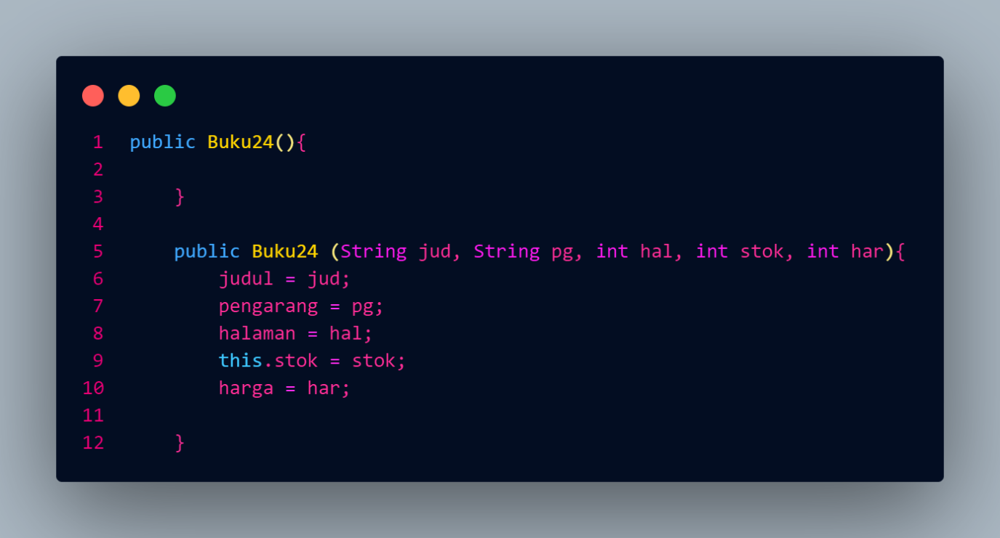 1 public Buku24(){
2
3     }
4
5     public Buku24 (String jud, String pg, int hal, int stok, int har){
6         judul = jud;
7         pengarang = pg;
8         halaman = hal;
9         this.stok = stok;
10         harga = har;
11
12     }